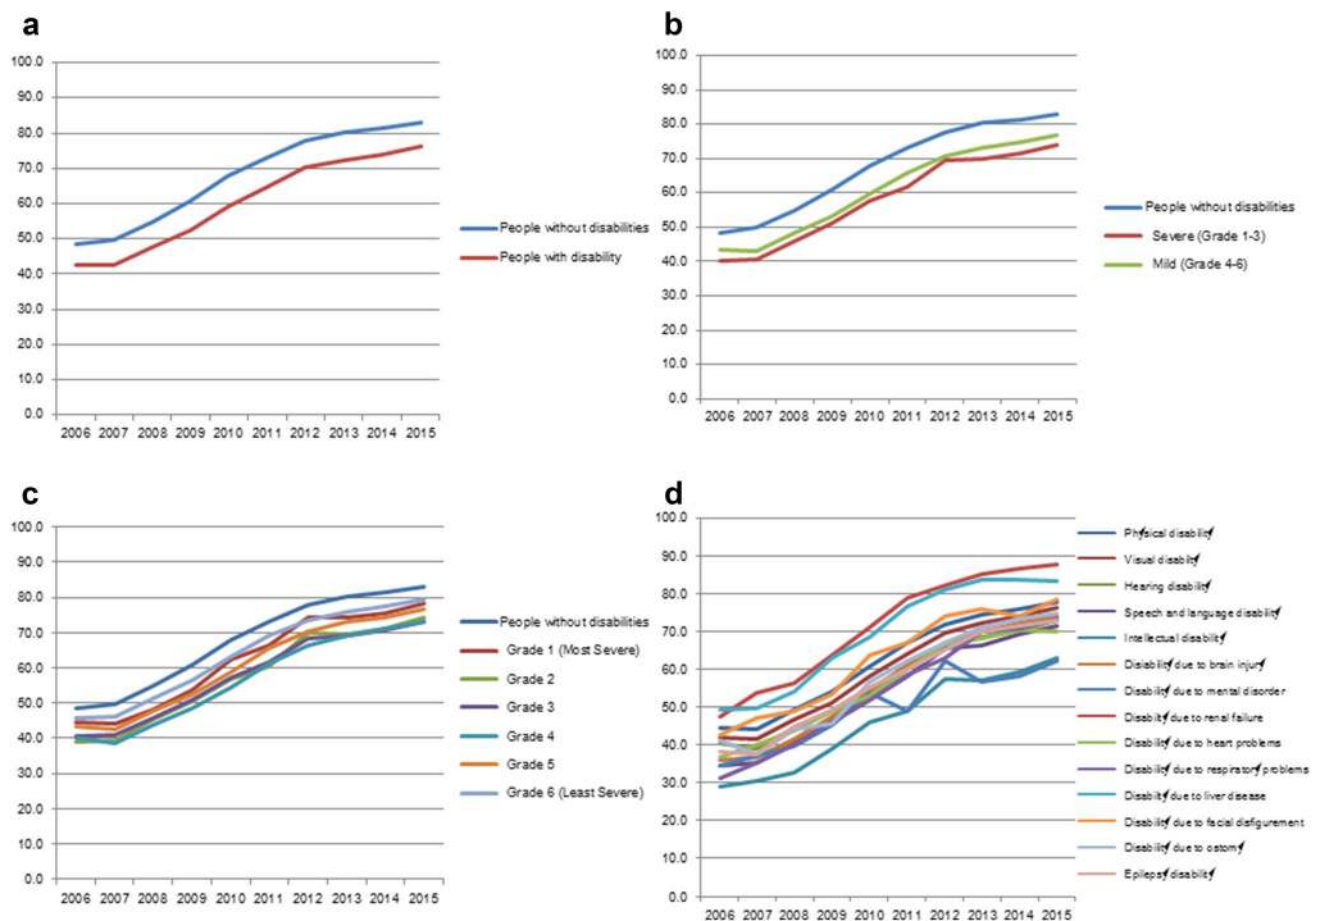 a
100.0
90.0
80.0
70.0
60.0
50.0
40.0
30.0
20.0
10.0
0.0
2006 2007 2008 2009 2010 2011 2012 2013 2014 2015
People without disabilities
People with disability
b
100.0
90.0
80.0
70.0
60.0
50.0
40.0
30.0
20.0
10.0
0.0
2006 2007 2008 2009 2010 2011 2012 2013 2014 2015
People without disabilities
Severe (Grade 1-3)
Mild (Grade 4-6)
c
100.0
90.0
80.0
70.0
60.0
50.0
40.0
30.0
20.0
10.0
0.0
2006 2007 2008 2009 2010 2011 2012 2013 2014 2015
People without disabilities
Grade 1 (Most Severe)
Grade 2
Grade 3
Grade 4
Grade 5
Grade 6 (Least Severe)
d
100.0
90.0
80.0
70.0
60.0
50.0
40.0
30.0
20.0
10.0
0.0
2006 2007 2008 2009 2010 2011 2012 2013 2014 2015
Physical disability
Visual disability
Hearing disability
Speech and language disability
Intellectual disability
Disability due to brain injury
Disability due to mental disorder
Disability due to renal failure
Disability due to heart problems
Disability due to respiratory problems
Disability due to liver disease
Disability due to facial disfigurement
Disability due to ostomy
Epilepsy disability